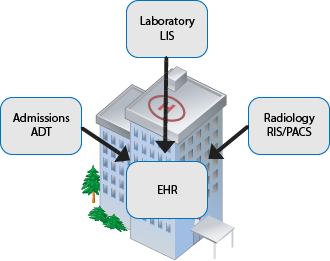 Laboratory
LIS
Admissions
ADT
Radiology
RIS/PACS
H
EHR